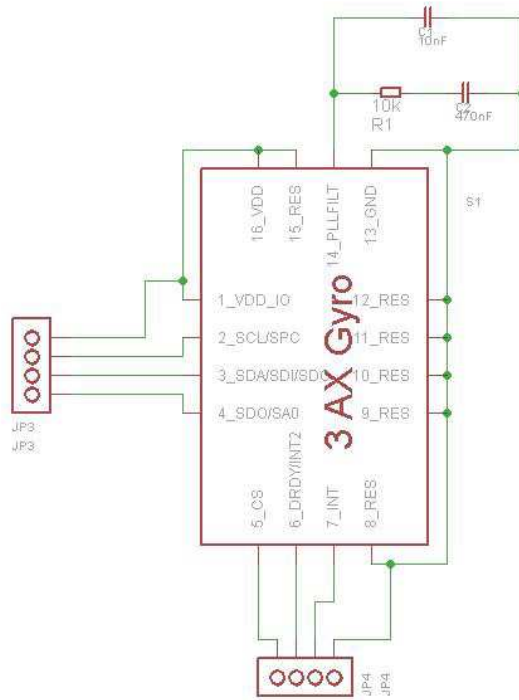 C1
10nF
10k
R1
C2
470nF
16_VDD
15_RES
14_PLLFILT
13_GND
S1
1_VDD_IO
2_SCL/SPC
3_SDA/SDI/SDO
4_SDO/SA0
3 AX Gyro
12_RES
11_RES
10_RES
9_RES
5_CS
6_DRDY/INT2
7_INT
8_RES
JP3
JP3
JP4
JP4